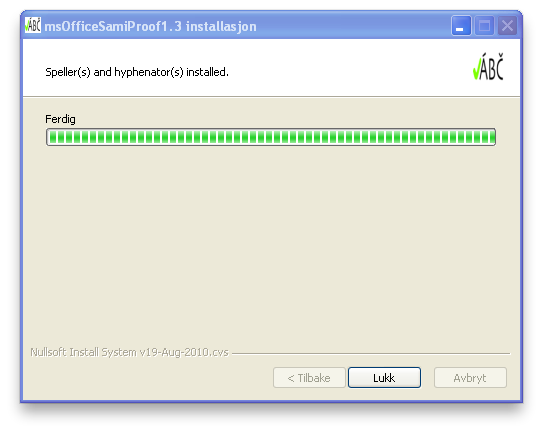 msOfficeSamiProof1.3 installasjon
Speller(s) and hyphenator(s) installed.
ÁBČ
Ferdig
Nullsoft Install System v19-Aug-2010.cvs
< Tilbake
Lukk
Avbryt